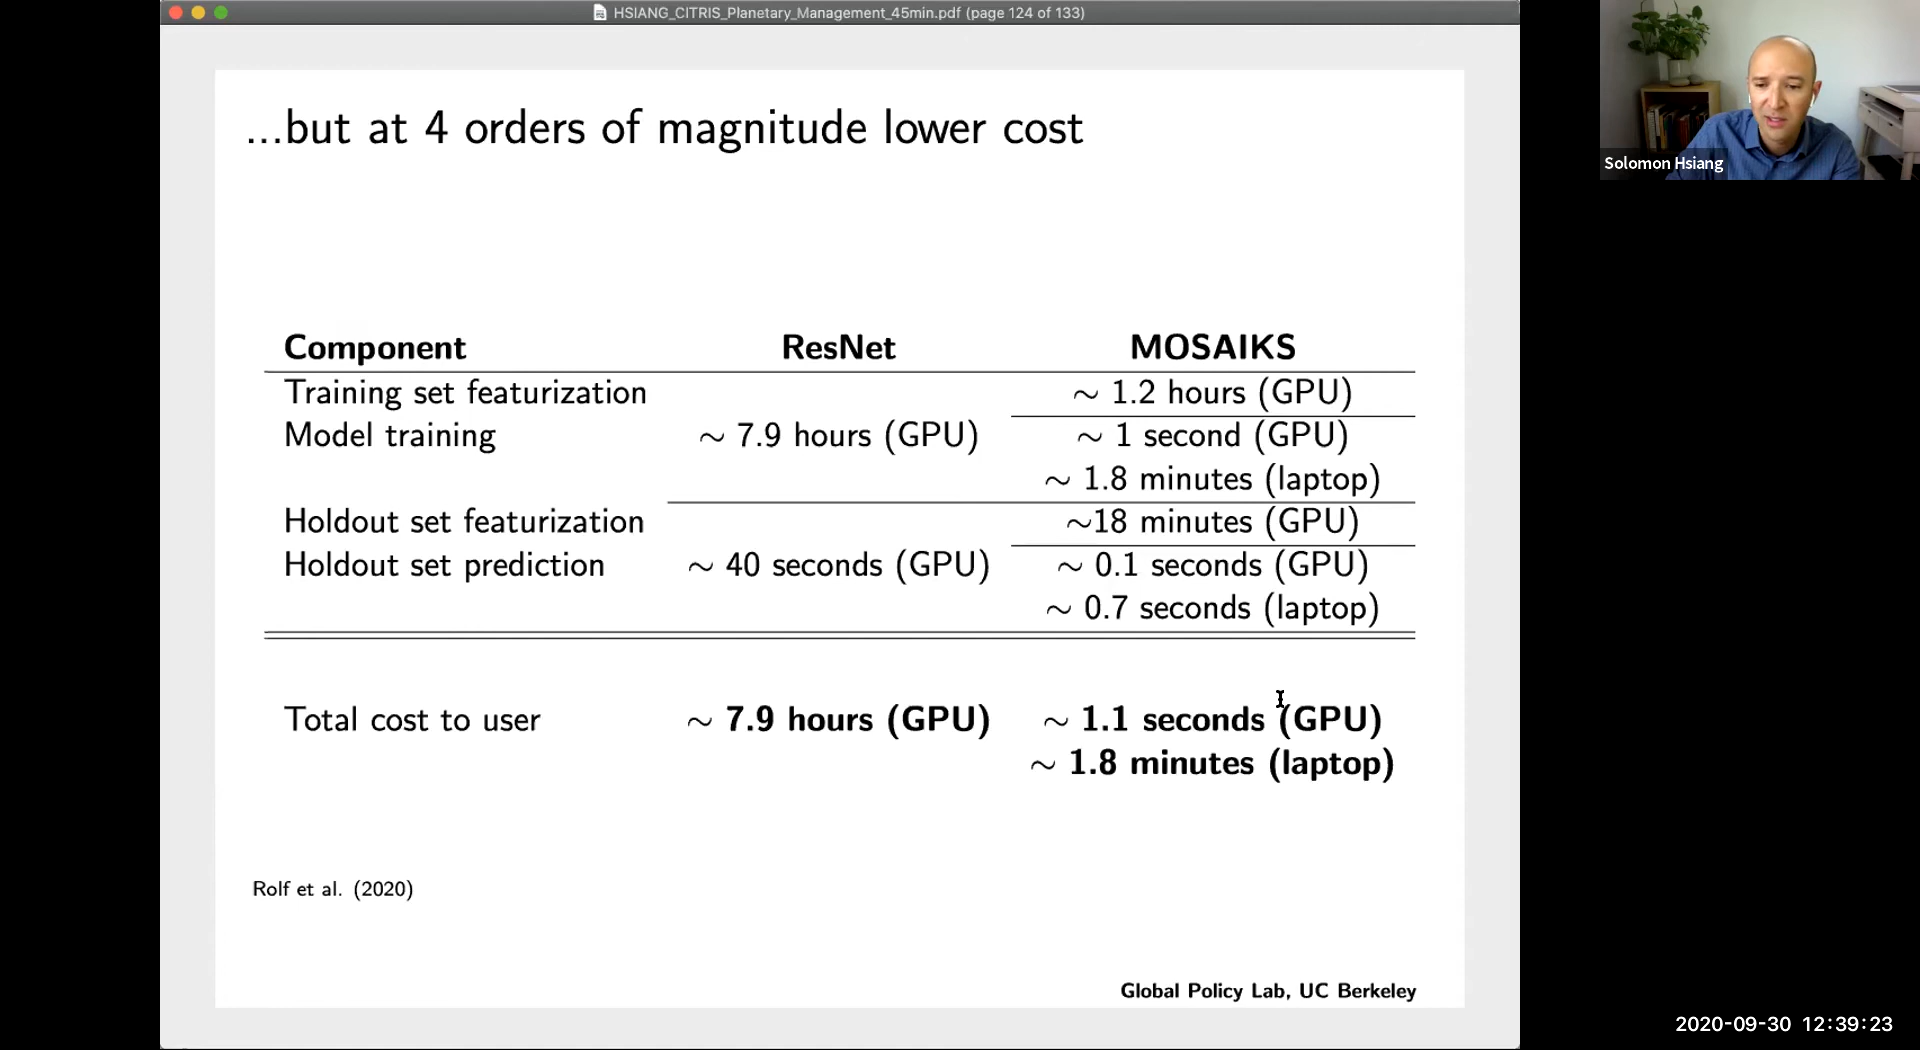 HSIANG_CITRIS_Planetary_Management_45min.pdf (page 124 of 133)
Solomon Hsiang
...but at 4 orders of magnitude lower cost
Component ResNet MOSAIKS
Training set featurization ∼ 1.2 hours (GPU)
Model training ∼ 7.9 hours (GPU) ∼ 1 second (GPU)
∼ 1.8 minutes (laptop)
Holdout set featurization ∼18 minutes (GPU)
Holdout set prediction ∼ 40 seconds (GPU) ∼ 0.1 seconds (GPU)
∼ 0.7 seconds (laptop)
Total cost to user ∼ 7.9 hours (GPU) ∼ 1.1 seconds (GPU)
∼ 1.8 minutes (laptop)
Rolf et al. (2020)
Global Policy Lab, UC Berkeley
2020-09-30 12:39:23